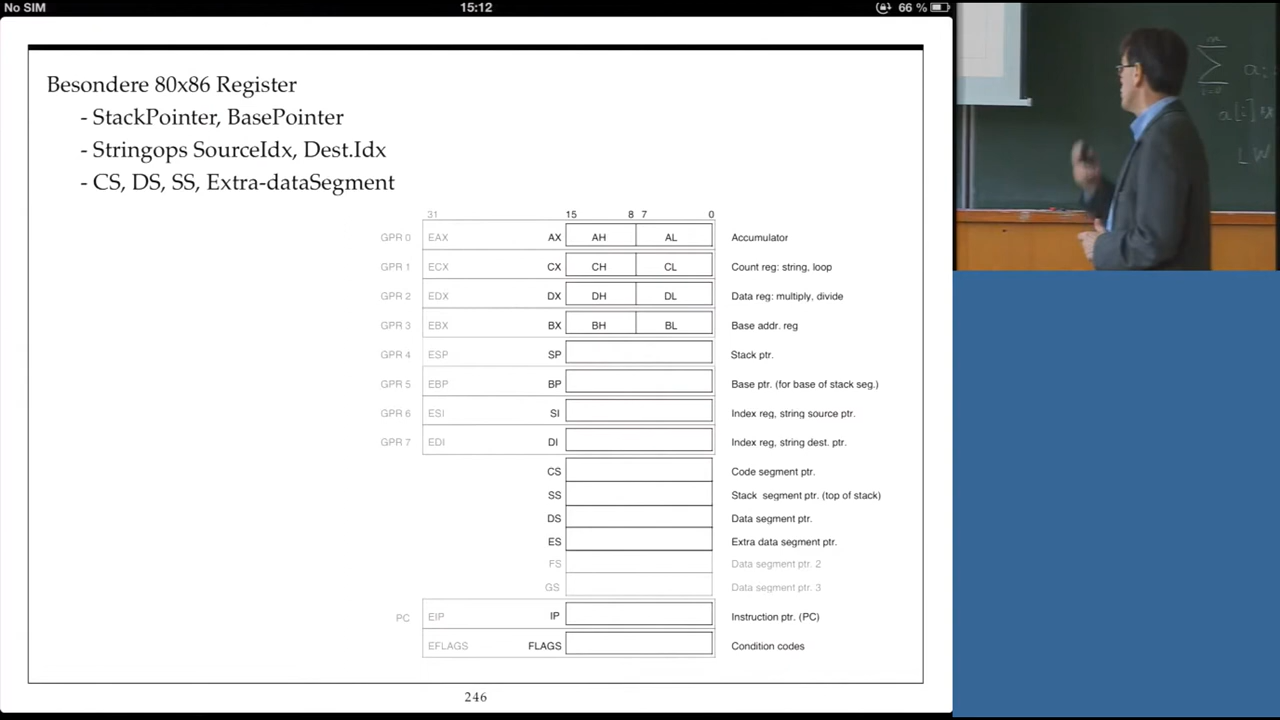 No SIM 15:12 66 %
Besondere 80x86 Register
- StackPointer, BasePointer
- Stringops SourceIdx, Dest.Idx
- CS, DS, SS, Extra-dataSegment
31 15 8 7 0
GPR 0 EAX AX AH AL Accumulator
GPR 1 ECX CX CH CL Count reg: string, loop
GPR 2 EDX DX DH DL Data reg: multiply, divide
GPR 3 EBX BX BH BL Base addr. reg
GPR 4 ESP SP Stack ptr.
GPR 5 EBP BP Base ptr. (for base of stack seg.)
GPR 6 ESI SI Index reg, string source ptr.
GPR 7 EDI DI Index reg, string dest. ptr.
CS Code segment ptr.
SS Stack segment ptr. (top of stack)
DS Data segment ptr.
ES Extra data segment ptr.
FS Data segment ptr. 2
GS Data segment ptr. 3
PC EIP IP Instruction ptr. (PC)
EFLAGS FLAGS Condition codes
246
∑ a
a[i]
LW